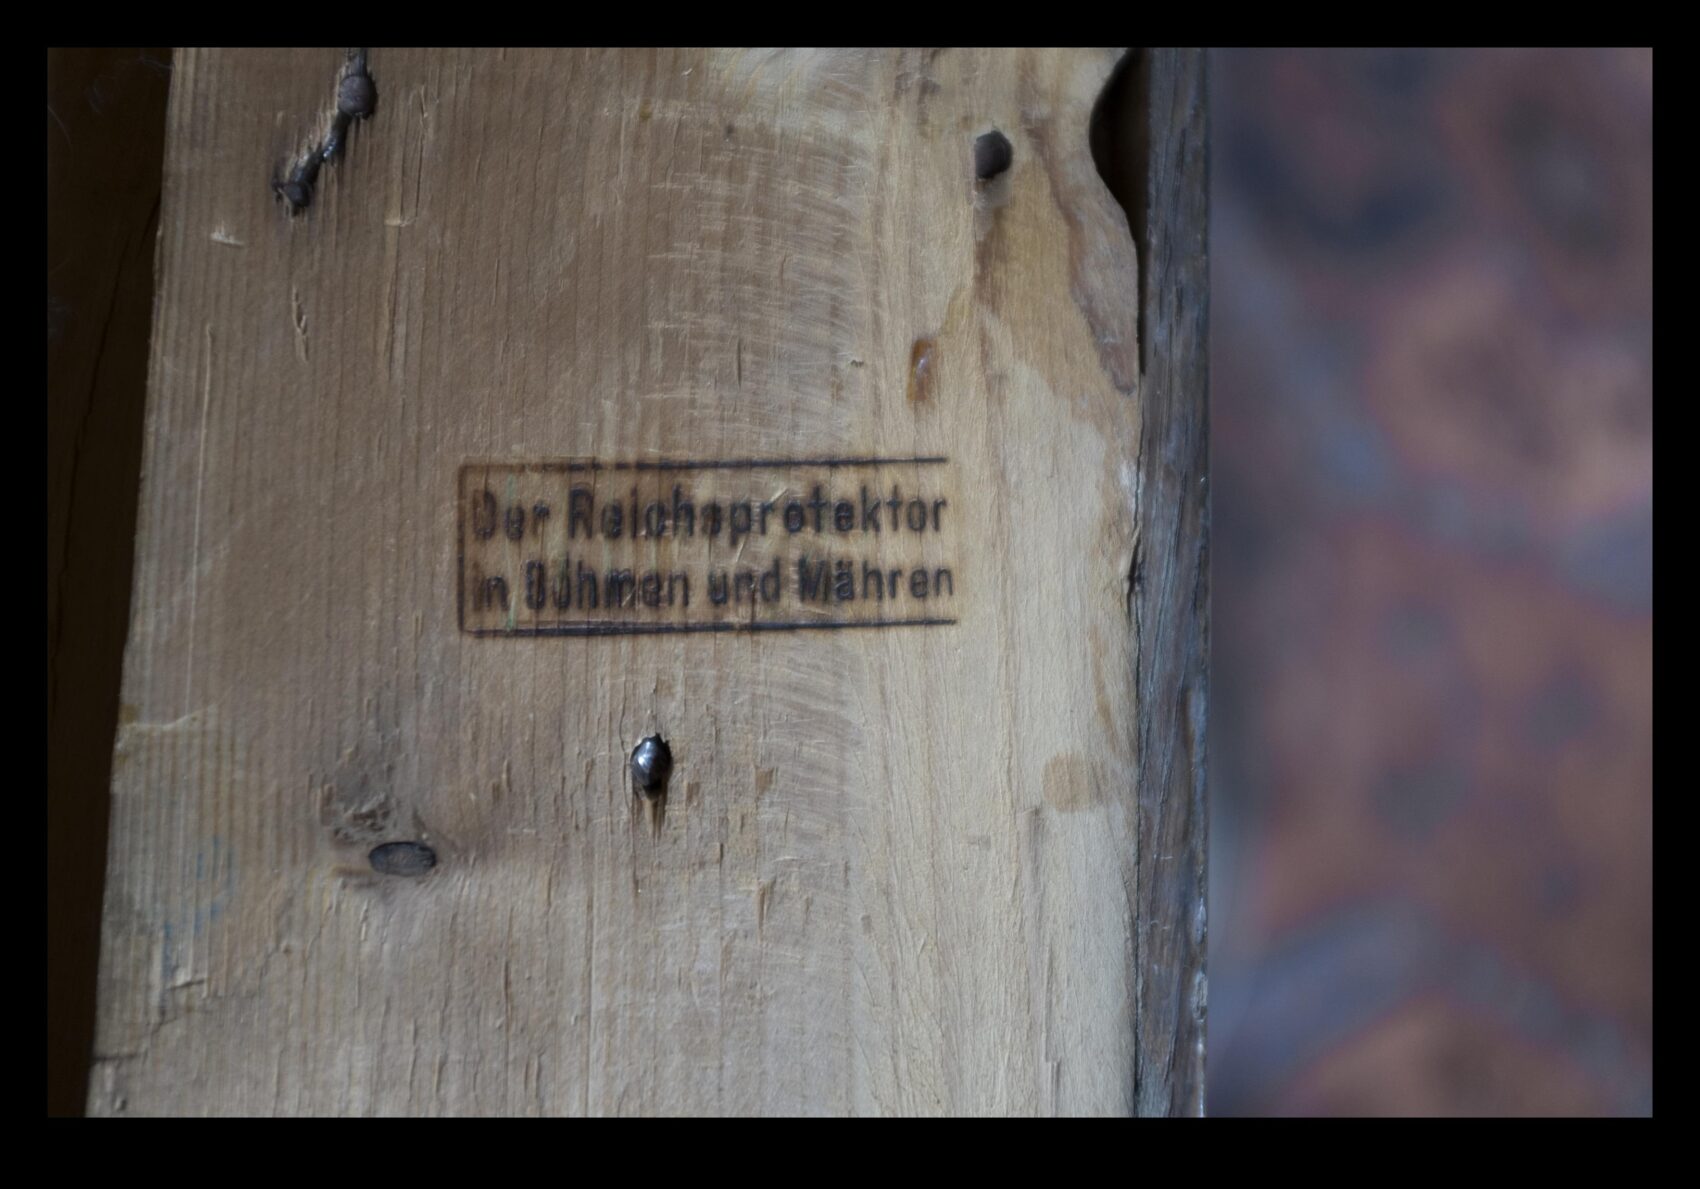 Der Reichsprotektor
in Böhmen und Mähren